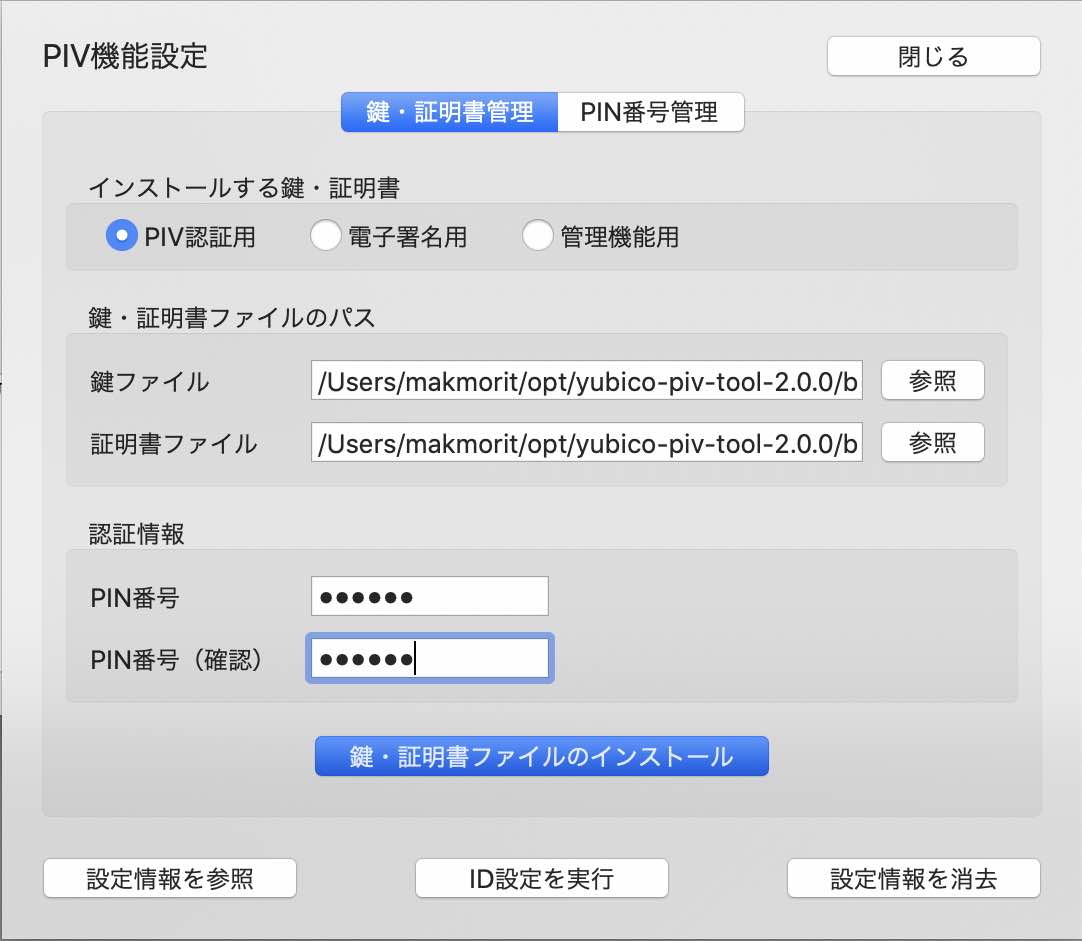 PIV機能設定
閉じる
鍵・証明書管理
PIN番号管理
インストールする鍵・証明書
PIV認証用
電子署名用
管理機能用
鍵・証明書ファイルのパス
鍵ファイル
/Users/makmorit/opt/yubico-piv-tool-2.0.0/b
参照
証明書ファイル
/Users/makmorit/opt/yubico-piv-tool-2.0.0/b
参照
認証情報
PIN番号
●●●●●●
PIN番号（確認）
●●●●●●
鍵・証明書ファイルのインストール
設定情報を参照
ID設定を実行
設定情報を消去